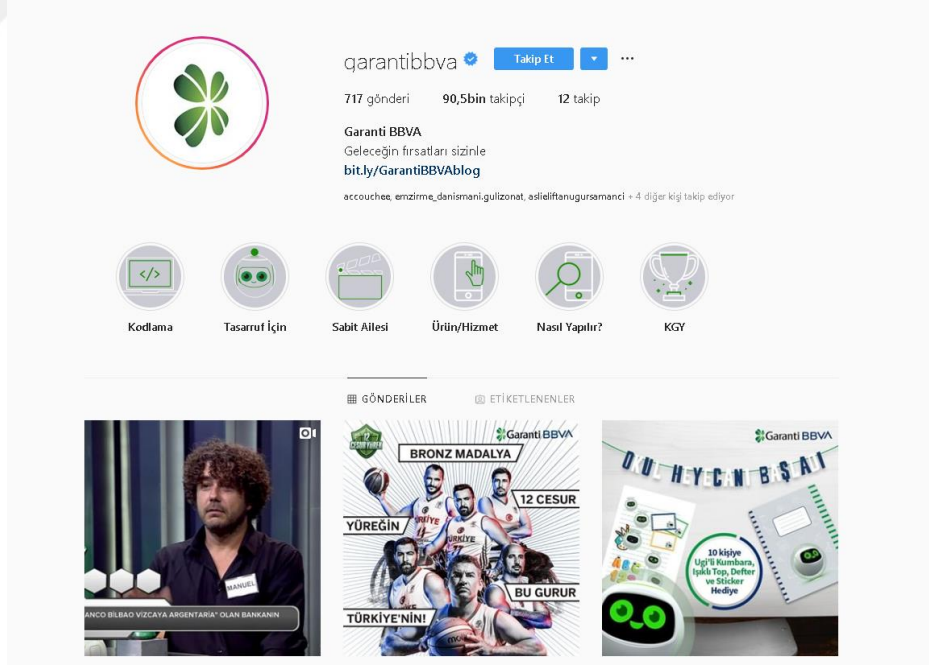 garantibbva Takip Et ...
717 gönderi 90,5bin takipçi 12 takip
Garanti BBVA
Geleceğin fırsatları sizinle
bit.ly/GarantiBBVAblog
accouchee, emzirme_danismani.gulizonat, aslieliftanugursamanci + 4 diğer kişi takip ediyor
</>
Kodlama Tasarruf İçin Sabit Ailesi Ürün/Hizmet Nasıl Yapılır? KGY
GÖNDERİLER ETİKETLENENLER
MANUEL
ANCO BILBAO VIZCAYA ARGENTARIA" OLAN BANKANIN
12
CESUR YÜREK
Garanti BBVA
BRONZ MADALYA
12 CESUR
YÜREĞİN
BU GURUR
TÜRKİYE'NİN!
Garanti BBVA
OKUL HEYECANI BAŞLADI
10 kişiye
Ugi'li Kumbara,
Işıklı Top, Defter
ve Sticker
Hediye